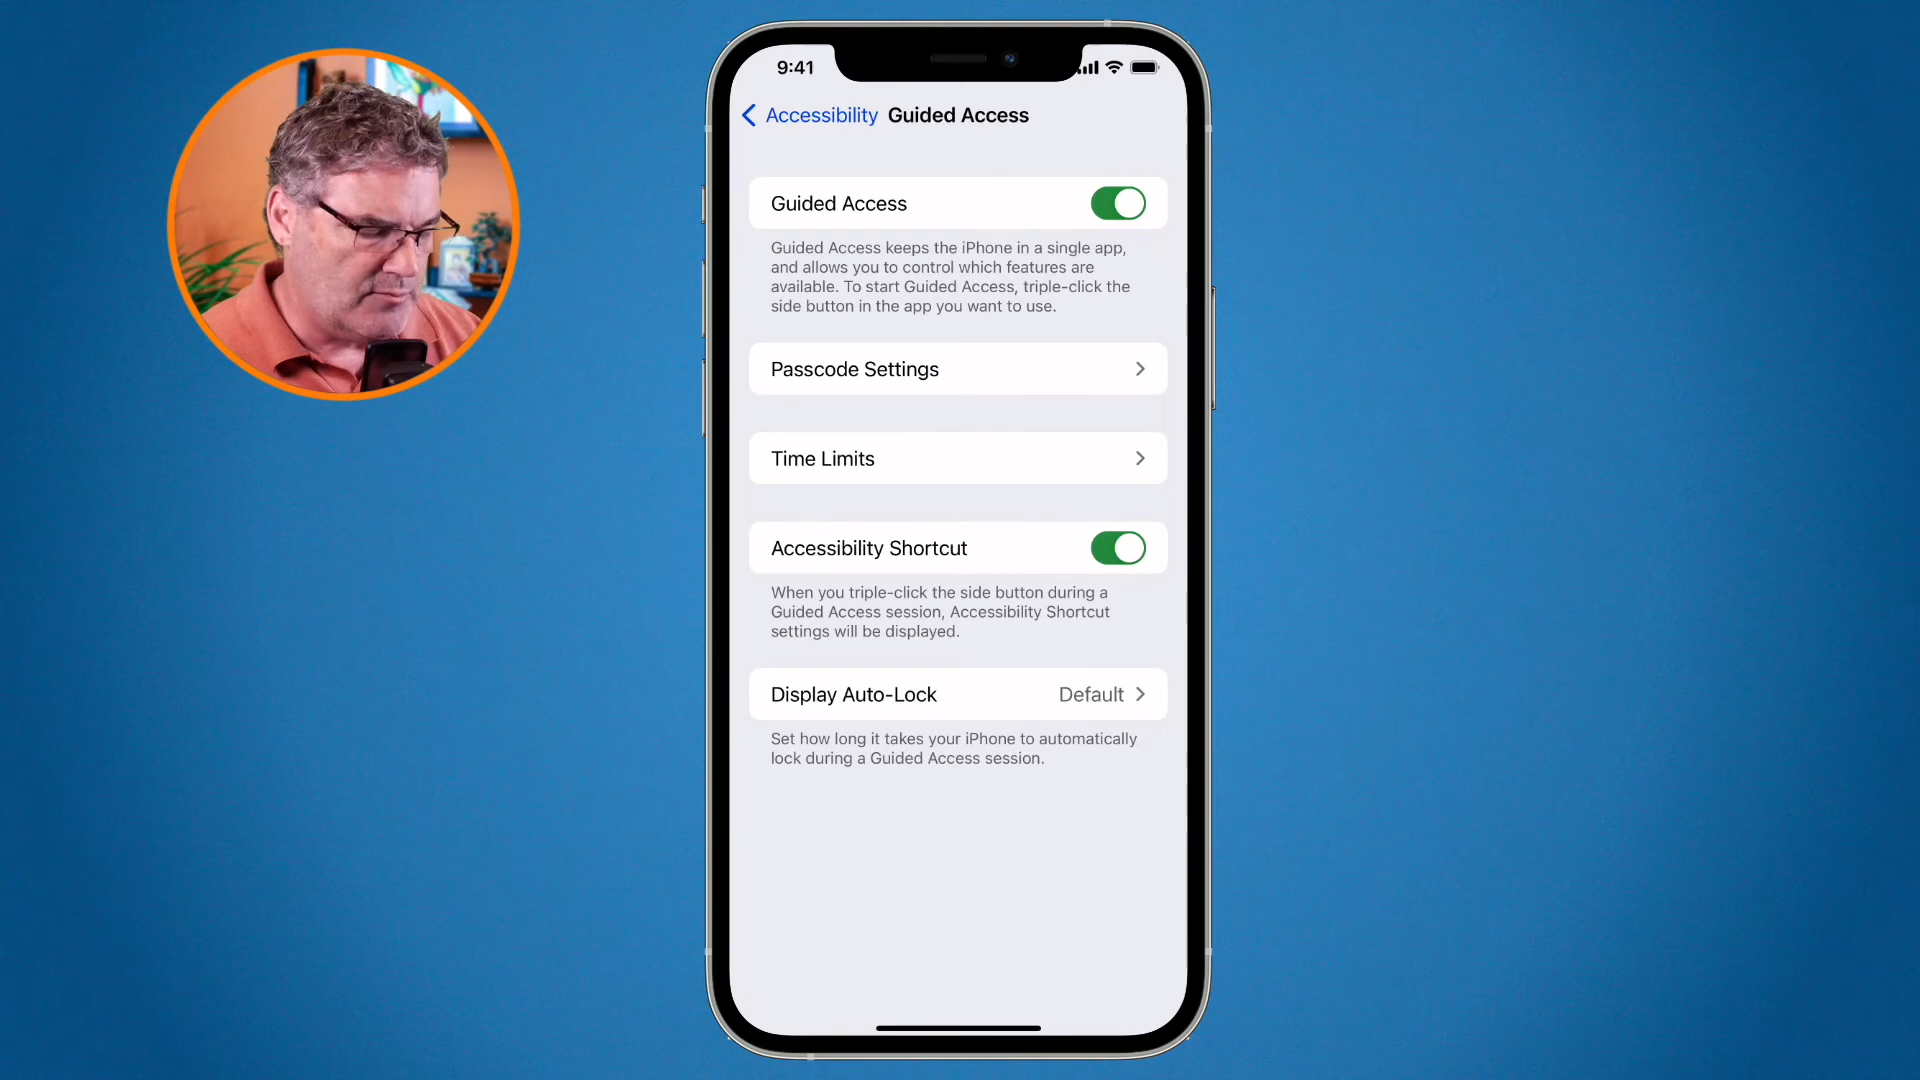 9:41
Accessibility Guided Access
Guided Access
Guided Access keeps the iPhone in a single app,
and allows you to control which features are
available. To start Guided Access, triple-click the
side button in the app you want to use.
Passcode Settings
Time Limits
Accessibility Shortcut
When you triple-click the side button during a
Guided Access session, Accessibility Shortcut
settings will be displayed.
Display Auto-Lock Default
Set how long it takes your iPhone to automatically
lock during a Guided Access session.